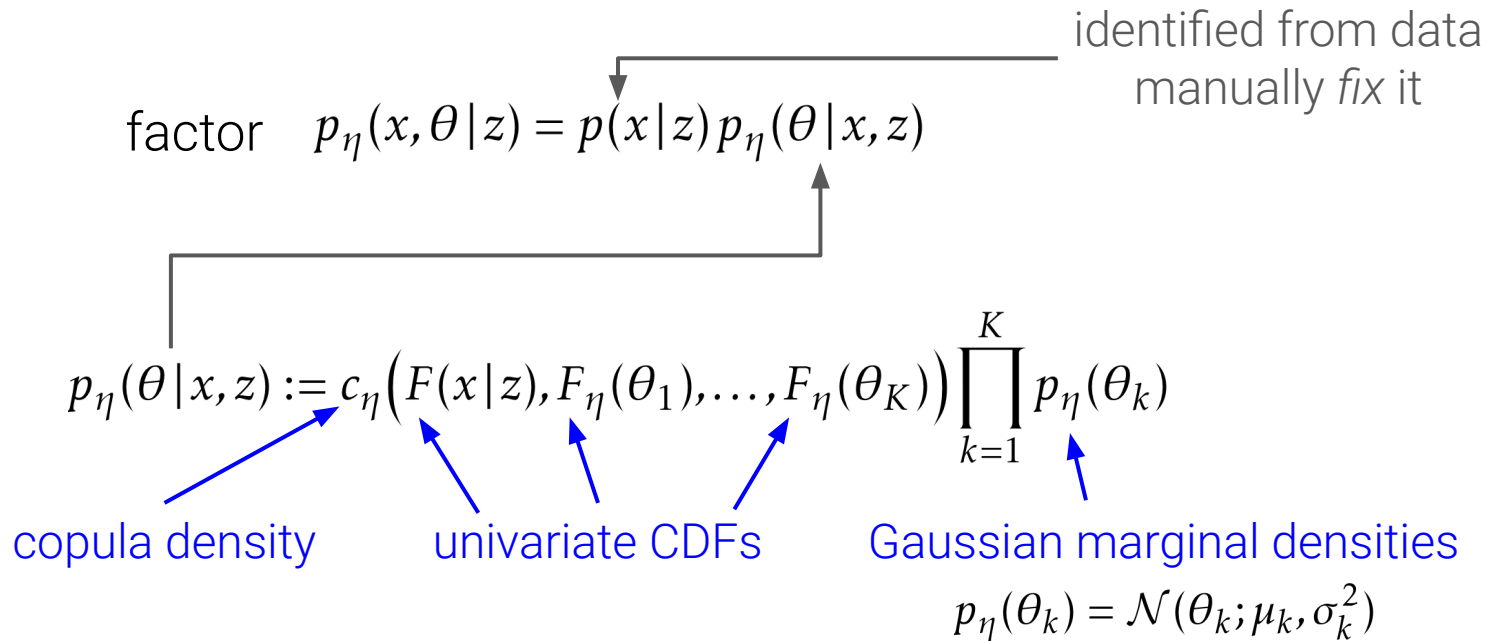 identified from data
manually fix it
factor p_η(x, θ|z) = p(x|z) p_η(θ|x, z)
p_η(θ|x, z) := c_η(F(x|z), F_η(θ_1), ..., F_η(θ_K)) ∏_{k=1}^{K} p_η(θ_k)
copula density univariate CDFs Gaussian marginal densities
p_η(θ_k) = 𝒩(θ_k; μ_k, σ_k^2)